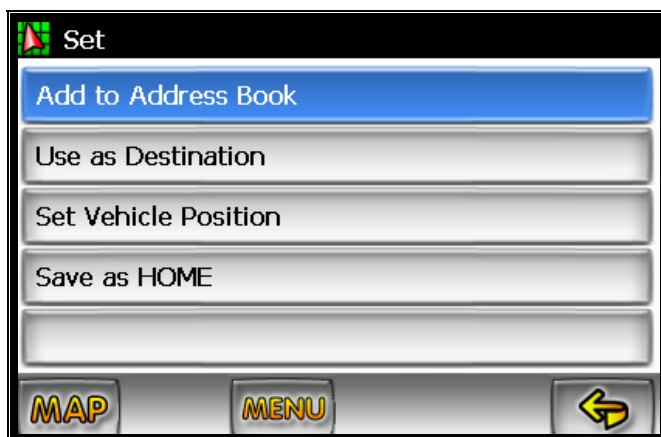 Set
Add to Address Book
Use as Destination
Set Vehicle Position
Save as HOME
MAP MENU